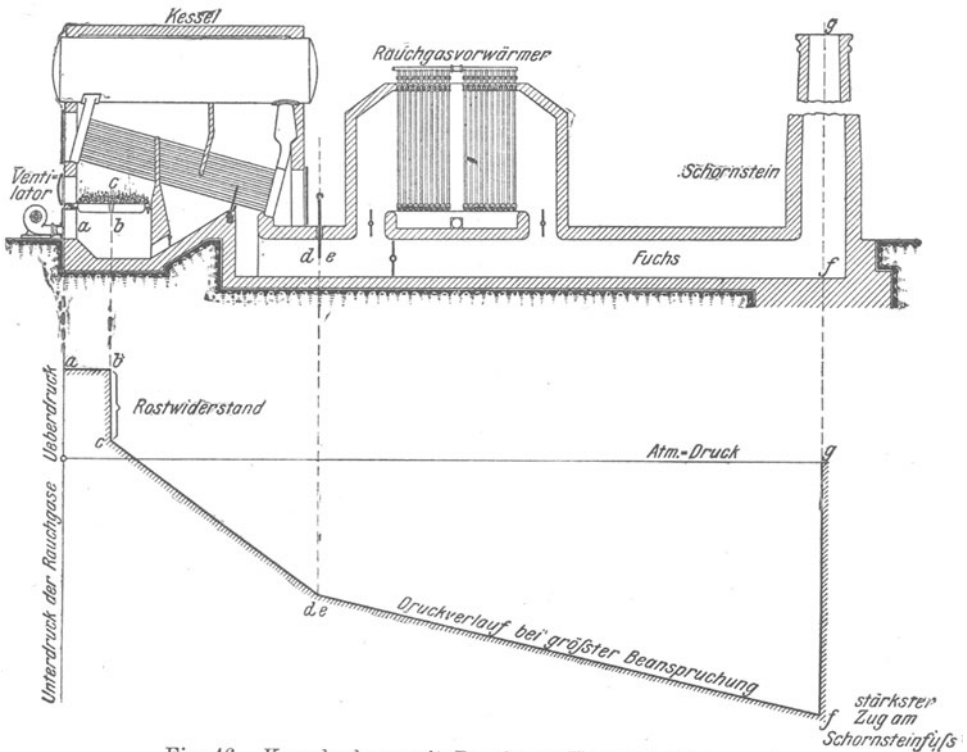 Kessel
Rauchgasvorwärmer
g
Schornstein
Venti-
lator
c
a
b
d
e
Fuchs
f
a
b
Rostwiderstand
c
Ueberdruck
Atm.-Druck
g
Unterdruck der Rauchgase
d e
Druckverlauf bei größter Beanspruchung
f
stärkster
Zug am
Schornsteinfuß